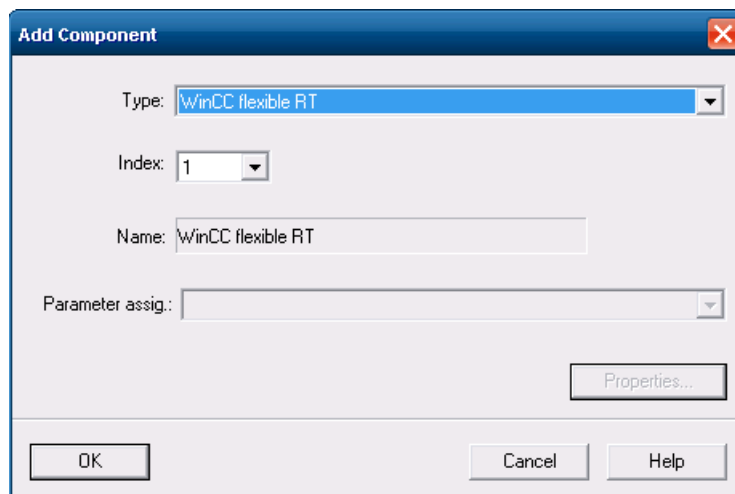 Add Component
Type: WinCC flexible RT
Index: 1
Name: WinCC flexible RT
Parameter assig.:
Properties...
OK Cancel Help